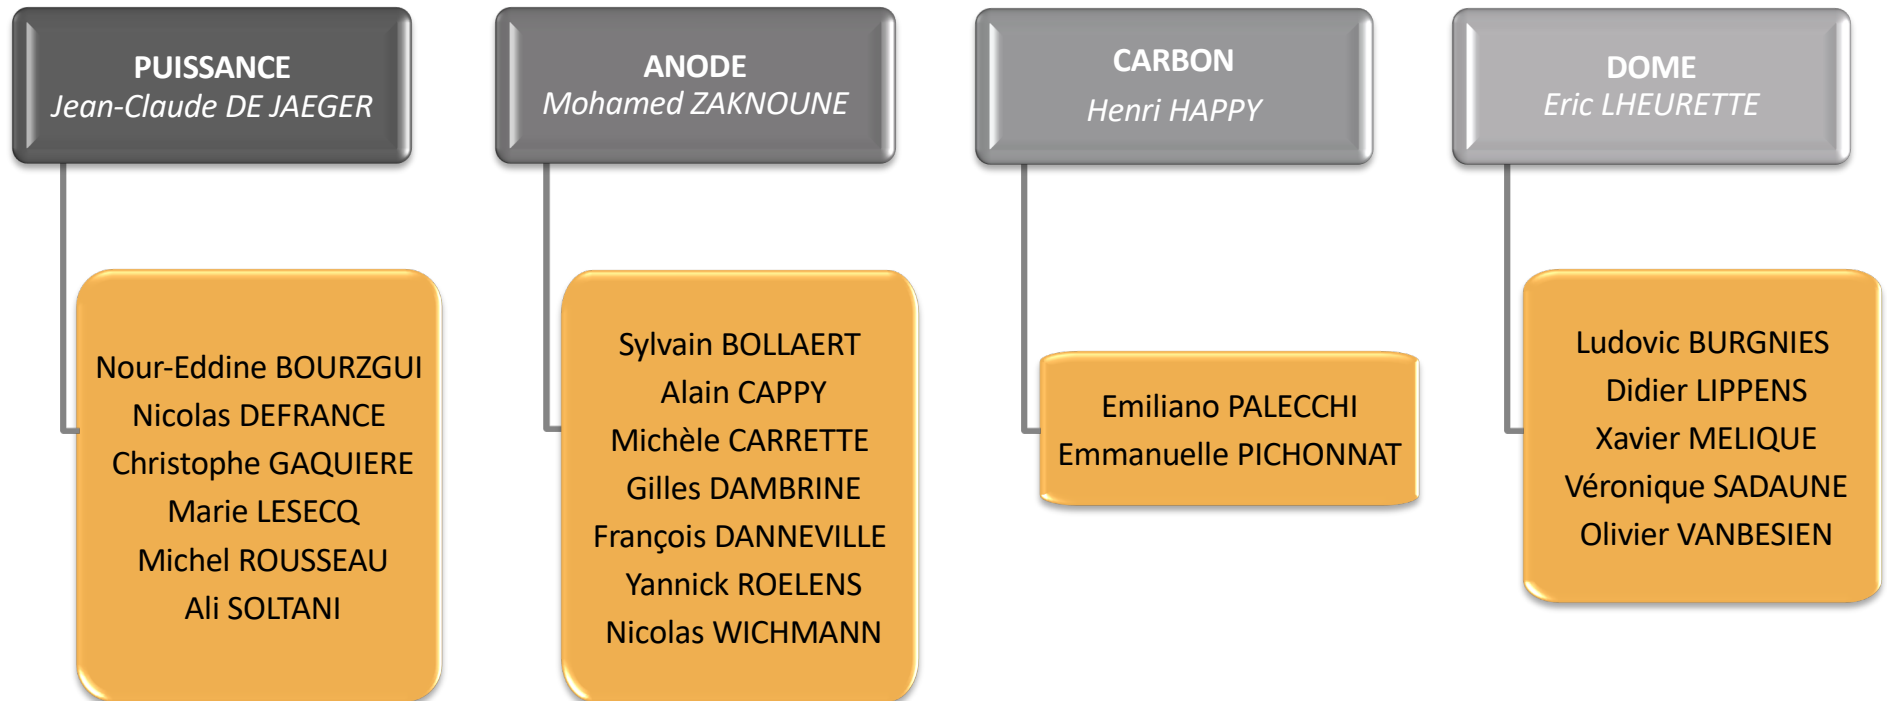 PUISSANCE
Jean-Claude DE JAEGER
Nour-Eddine BOURZGUI
Nicolas DEFRANCE
Christophe GAQUIERE
Marie LESECQ
Michel ROUSSEAU
Ali SOLTANI
ANODE
Mohamed ZAKNOUNE
Sylvain BOLLAERT
Alain CAPPY
Michèle CARRETTE
Gilles DAMBRINE
François DANNEVILLE
Yannick ROELENS
Nicolas WICHMANN
CARBON
Henri HAPPY
Emiliano PALECCHI
Emmanuelle PICHONNAT
DOME
Eric LHEURETTE
Ludovic BURGNIES
Didier LIPPENS
Xavier MELIQUE
Véronique SADAUNE
Olivier VANBESIEN